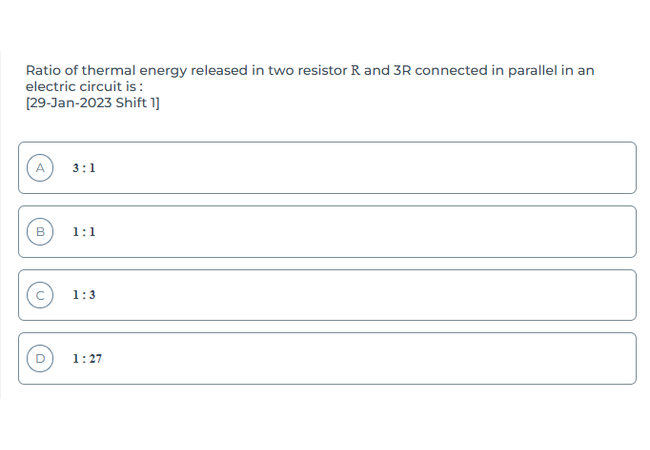 Ratio of thermal energy released in two resistor R and 3R connected in parallel in an
electric circuit is :
[29-Jan-2023 Shift 1]
A 3 : 1
B 1 : 1
C 1 : 3
D 1 : 27